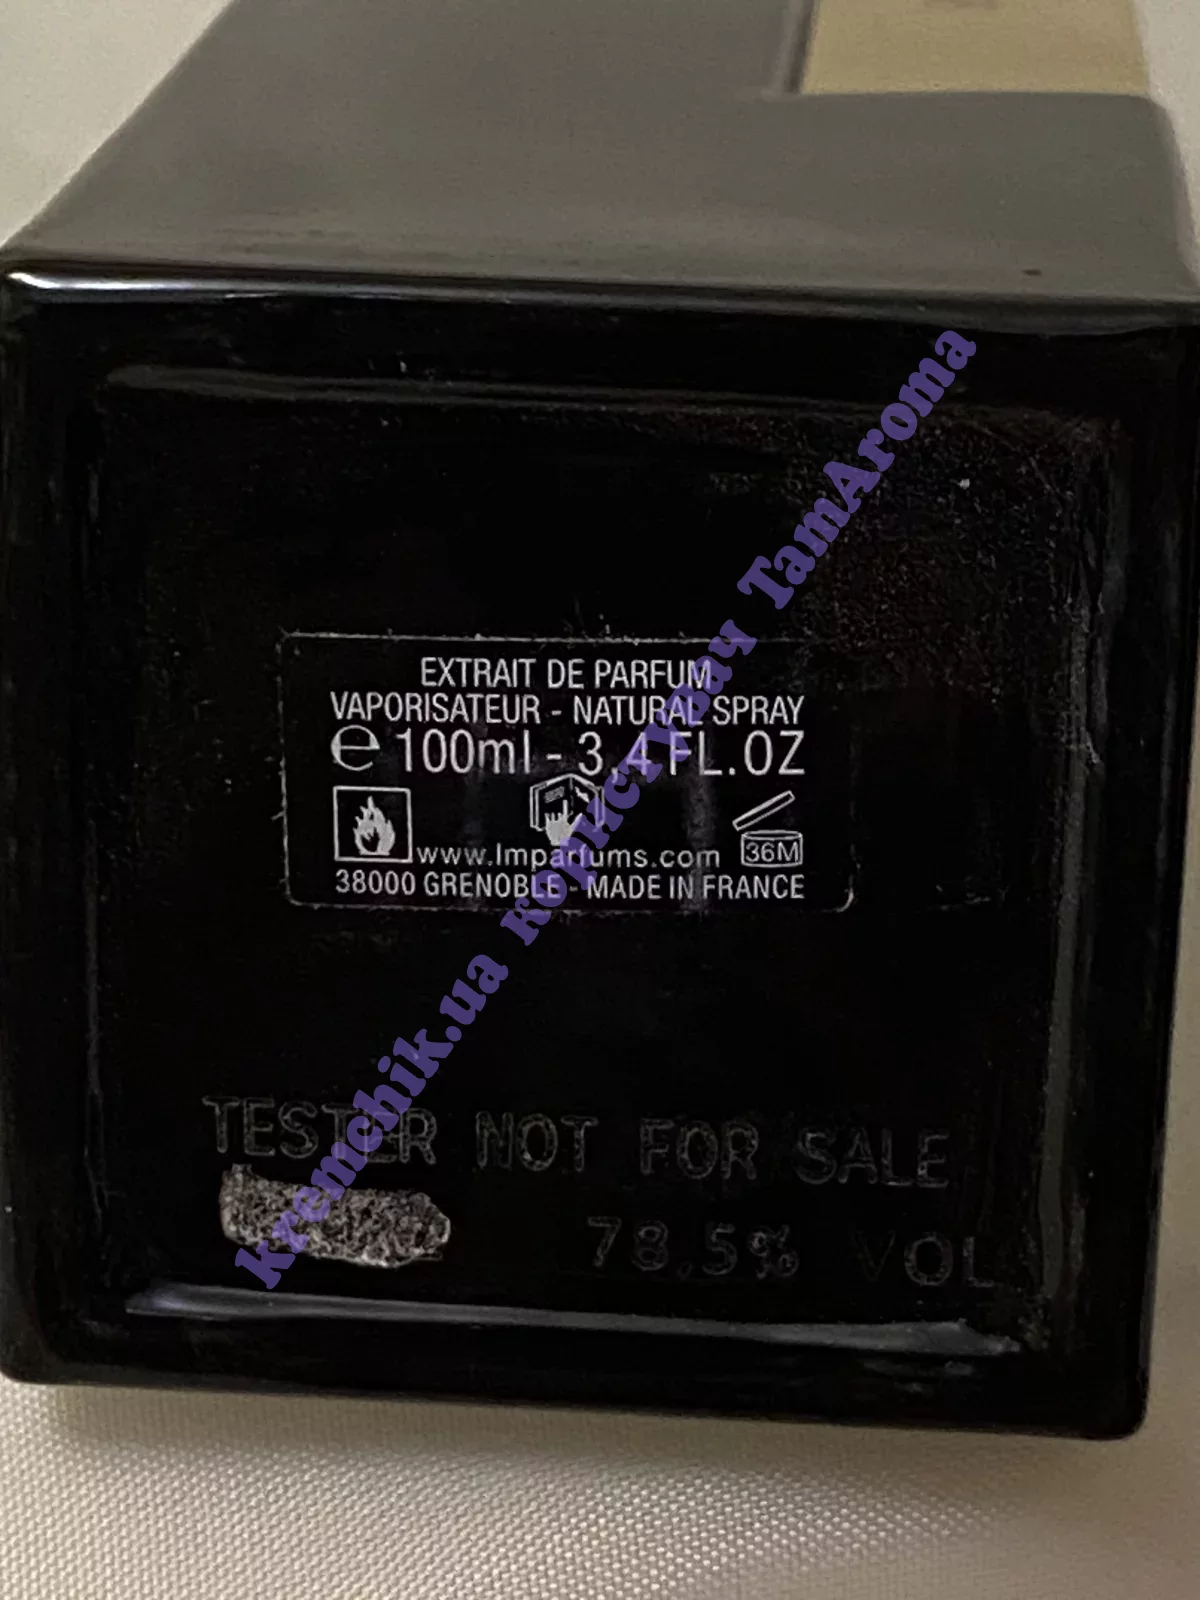 EXTRAIT DE PARFUM
VAPORISATEUR - NATURAL SPRAY
℮ 100ml - 3.4 FL.OZ
36M
www.lmparfums.com
38000 GRENOBLE - MADE IN FRANCE
TESTER NOT FOR SALE
78.5% VOL
kremchik.ua користувач TamAroma